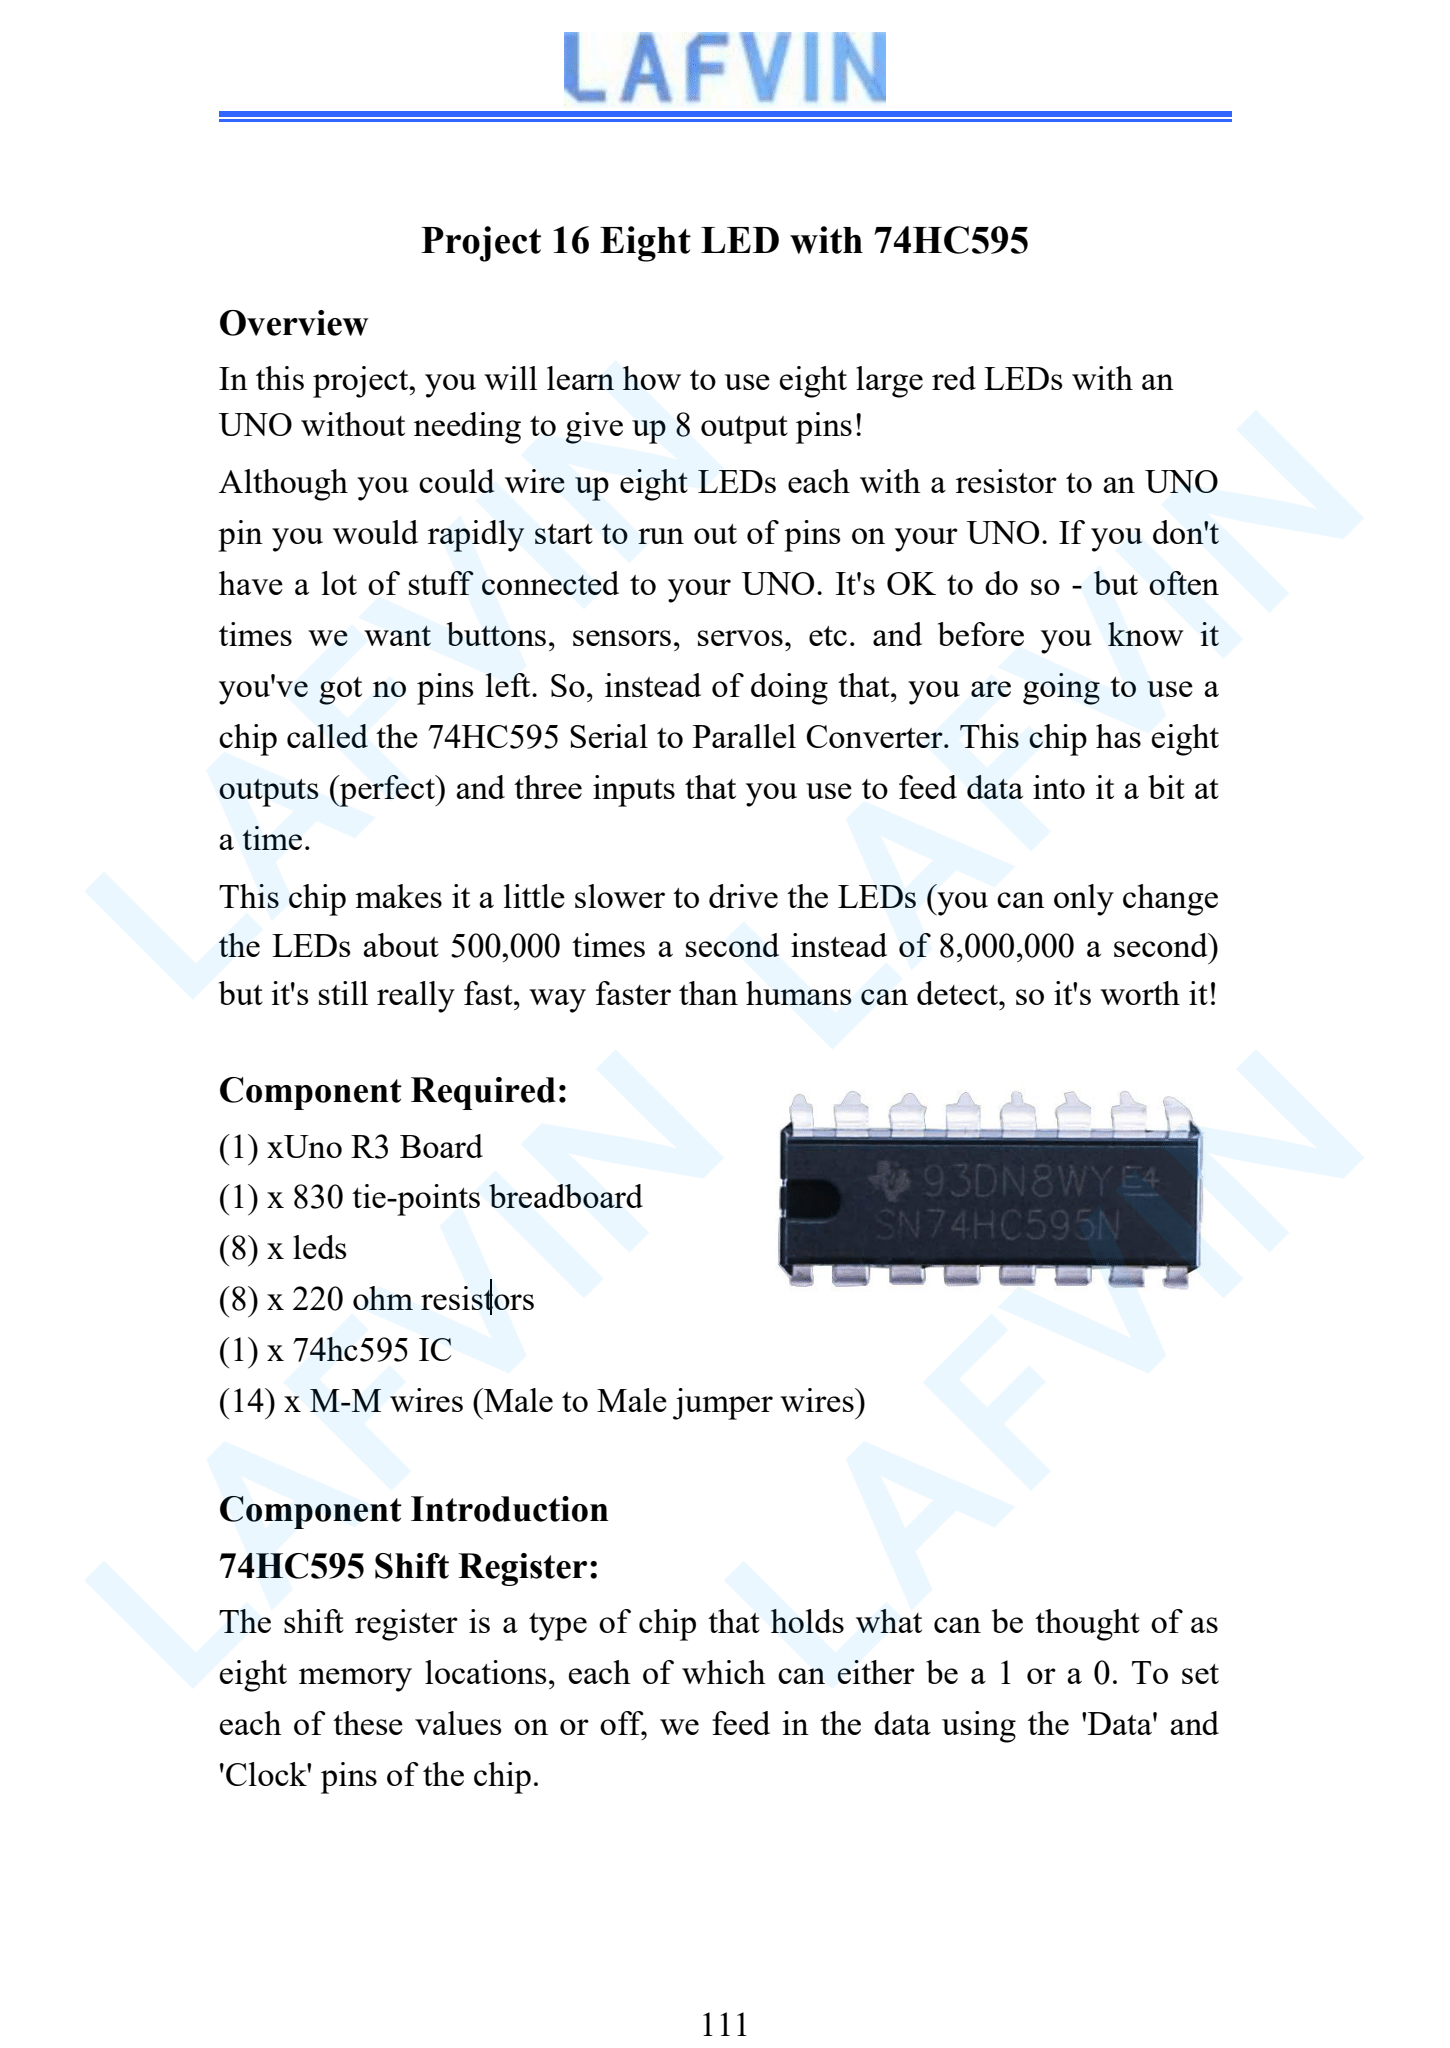 LAFVIN
Project 16 Eight LED with 74HC595
Overview
In this project, you will learn how to use eight large red LEDs with an
UNO without needing to give up 8 output pins!
Although you could wire up eight LEDs each with a resistor to an UNO
pin you would rapidly start to run out of pins on your UNO. If you don't
have a lot of stuff connected to your UNO. It's OK to do so - but often
times we want buttons, sensors, servos, etc. and before you know it
you've got no pins left. So, instead of doing that, you are going to use a
chip called the 74HC595 Serial to Parallel Converter. This chip has eight
outputs (perfect) and three inputs that you use to feed data into it a bit at
a time.
This chip makes it a little slower to drive the LEDs (you can only change
the LEDs about 500,000 times a second instead of 8,000,000 a second)
but it's still really fast, way faster than humans can detect, so it's worth it!
Component Required:
(1) xUno R3 Board
(1) x 830 tie-points breadboard
(8) x leds
(8) x 220 ohm resistors
(1) x 74hc595 IC
(14) x M-M wires (Male to Male jumper wires)
93DN8WY E4
SN74HC595N
Component Introduction
74HC595 Shift Register:
The shift register is a type of chip that holds what can be thought of as
eight memory locations, each of which can either be a 1 or a 0. To set
each of these values on or off, we feed in the data using the 'Data' and
'Clock' pins of the chip.
111
LAFVIN
LAFVIN
LAFVIN
LAFVIN